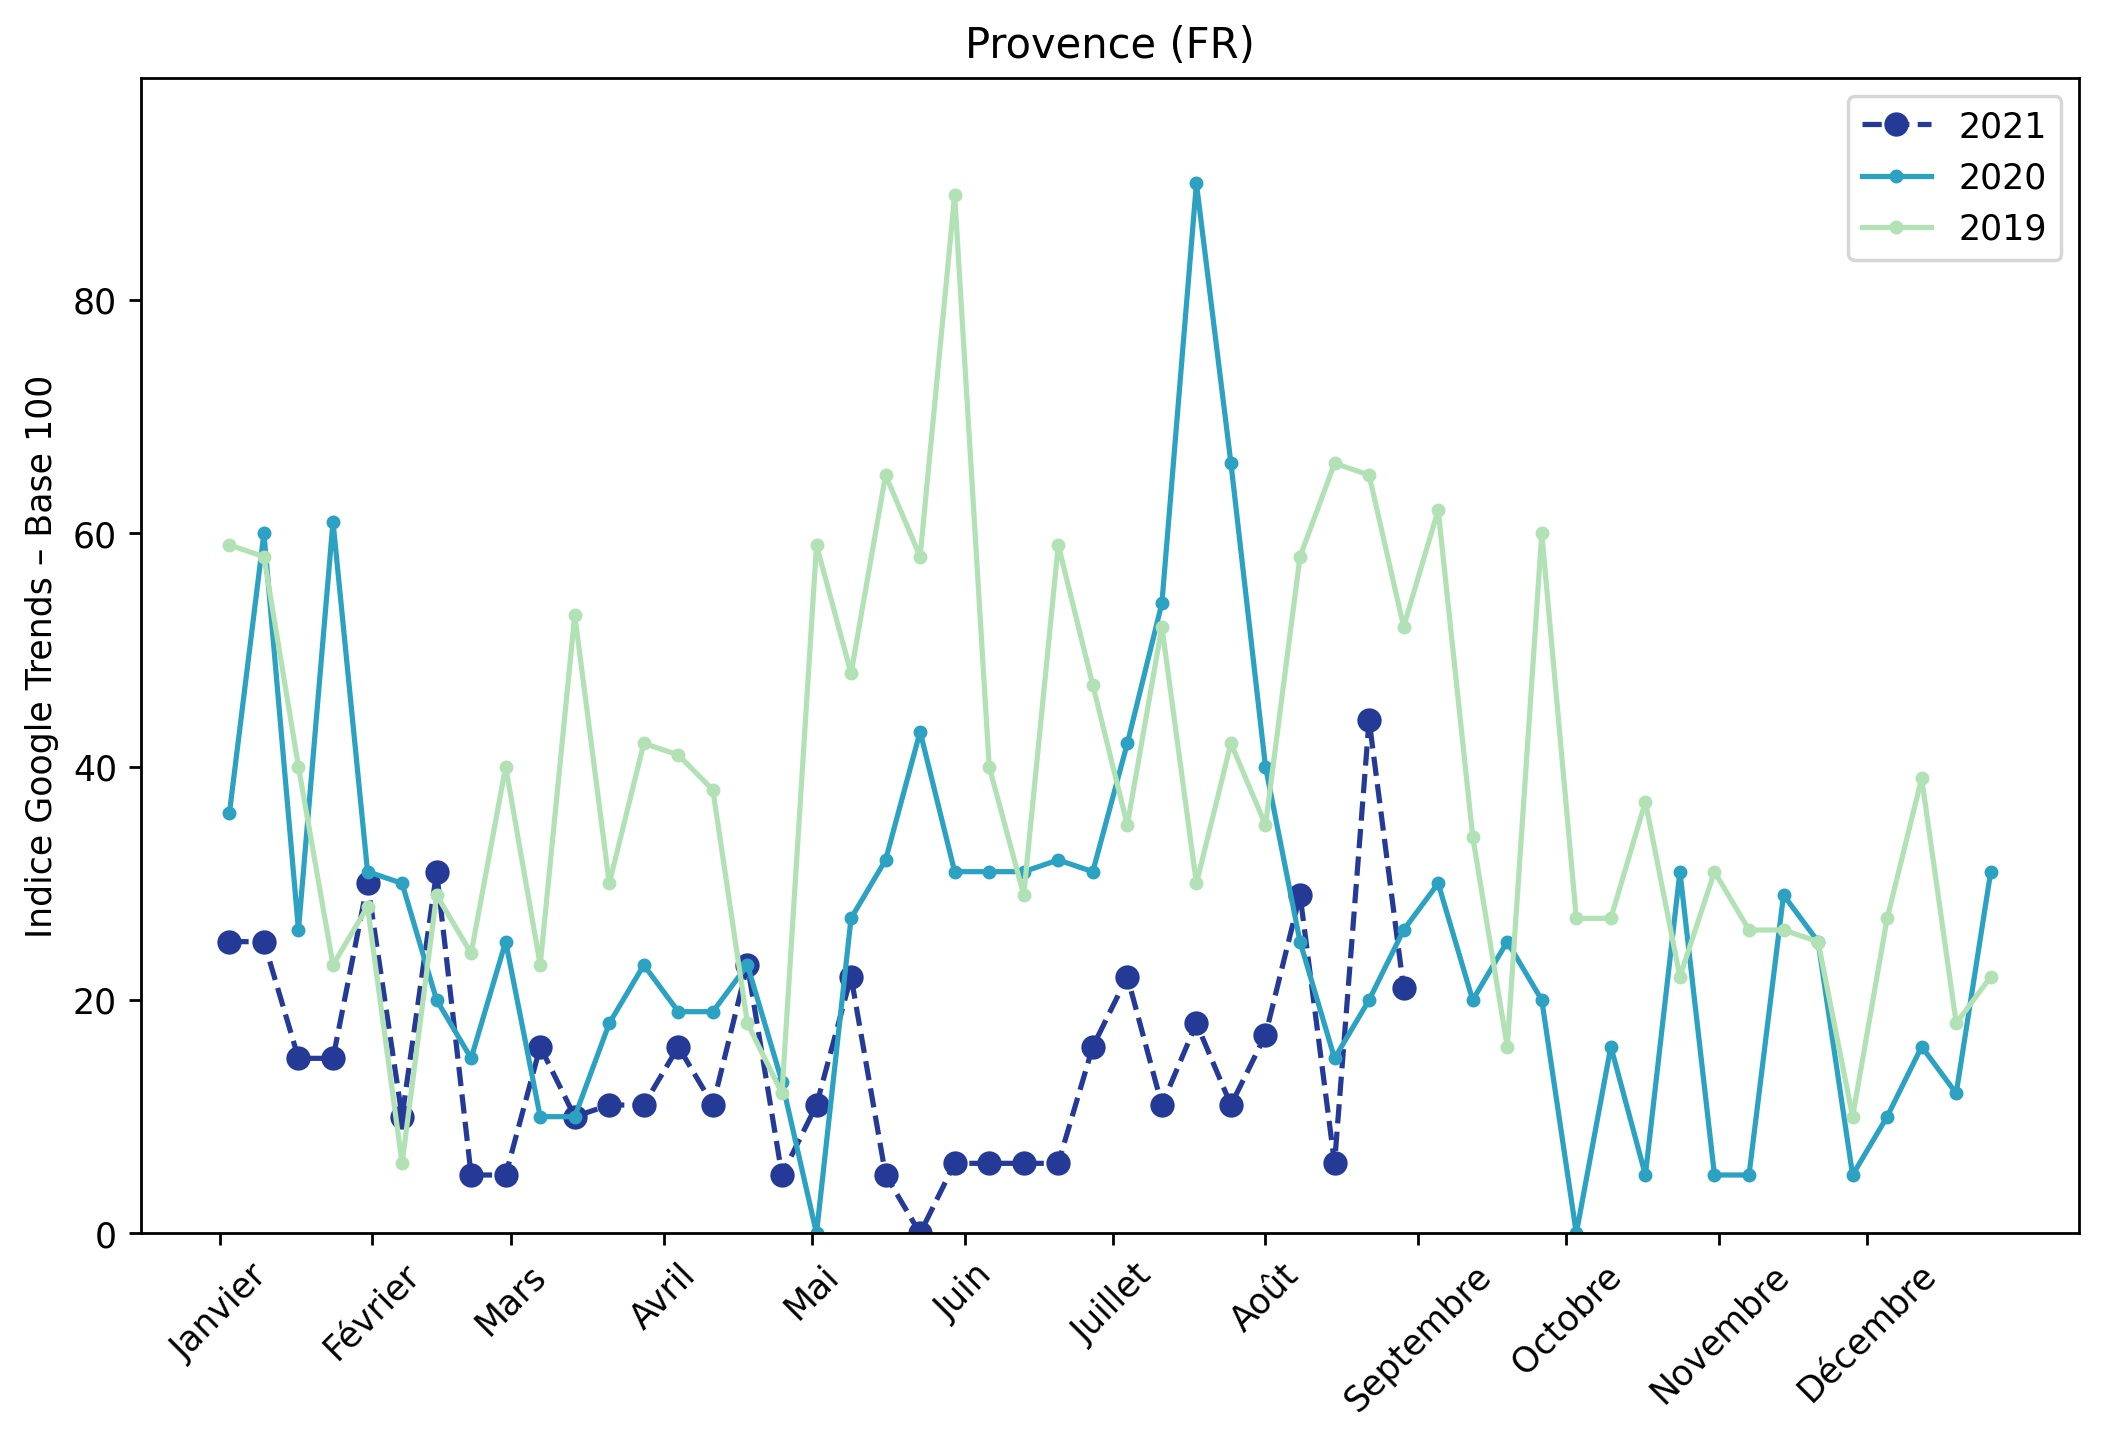 Provence (FR)
2021
2020
2019
Indice Google Trends – Base 100
80
60
40
20
0
Janvier
Février
Mars
Avril
Mai
Juin
Juillet
Août
Septembre
Octobre
Novembre
Décembre